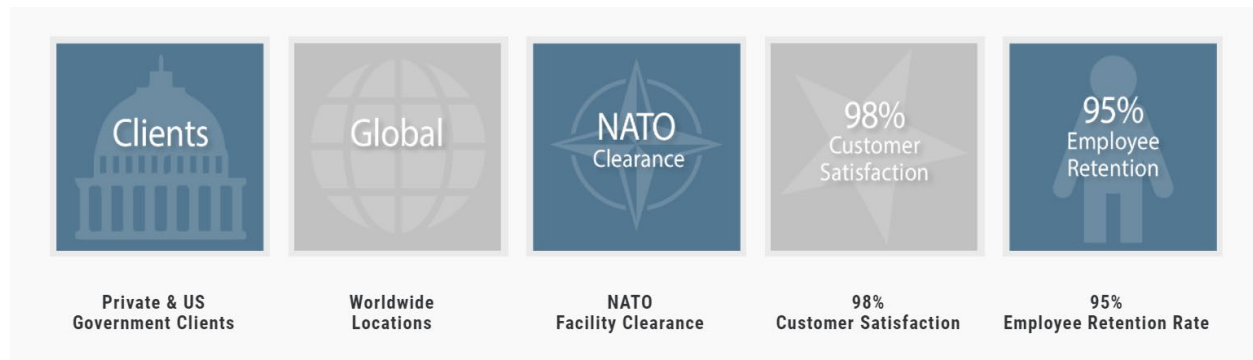 Clients
Global
NATO
Clearance
98%
Customer
Satisfaction
95%
Employee
Retention
Private & US
Government Clients
Worldwide
Locations
NATO
Facility Clearance
98%
Customer Satisfaction
95%
Employee Retention Rate